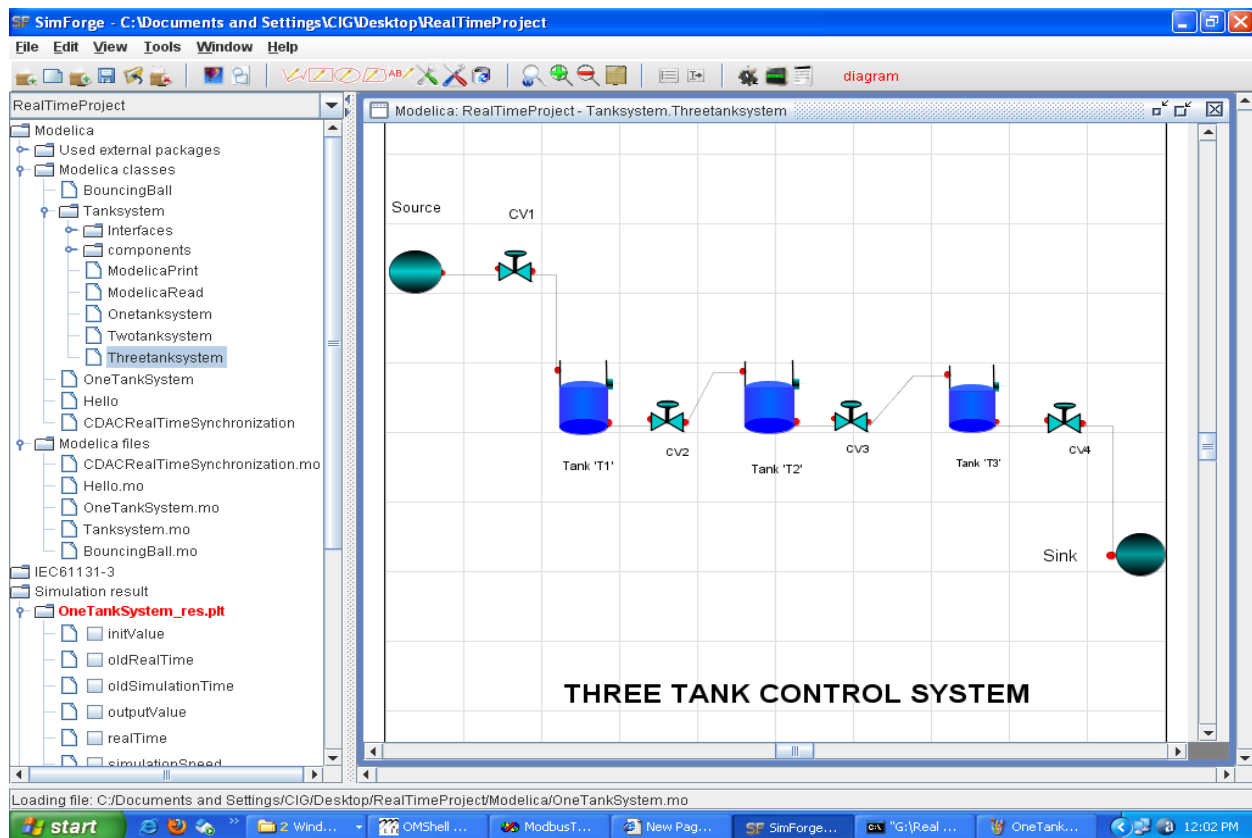 SF SimForge - C:\Documents and Settings\CIG\Desktop\RealTimeProject
File Edit View Tools Window Help
AB
diagram
RealTimeProject
Modelica
Used external packages
Modelica classes
BouncingBall
Tanksystem
Interfaces
components
ModelicaPrint
ModelicaRead
Onetanksystem
Twotanksystem
Threetanksystem
OneTankSystem
Hello
CDACRealTimeSynchronization
Modelica files
CDACRealTimeSynchronization.mo
Hello.mo
OneTankSystem.mo
Tanksystem.mo
BouncingBall.mo
IEC61131-3
Simulation result
OneTankSystem_res.plt
initValue
oldRealTime
oldSimulationTime
outputValue
realTime
simulationSpeed
Modelica: RealTimeProject - Tanksystem.Threetanksystem
Source
CV1
CV2
CV3
CV4
Tank 'T1'
Tank 'T2'
Tank 'T3'
Sink
THREE TANK CONTROL SYSTEM
Loading file: C:/Documents and Settings/CIG/Desktop/RealTimeProject/Modelica/OneTankSystem.mo
start
2 Wind...
OMShell ...
ModbusT...
New Pag...
SF SimForge...
"G:\Real ...
OneTank...
12:02 PM